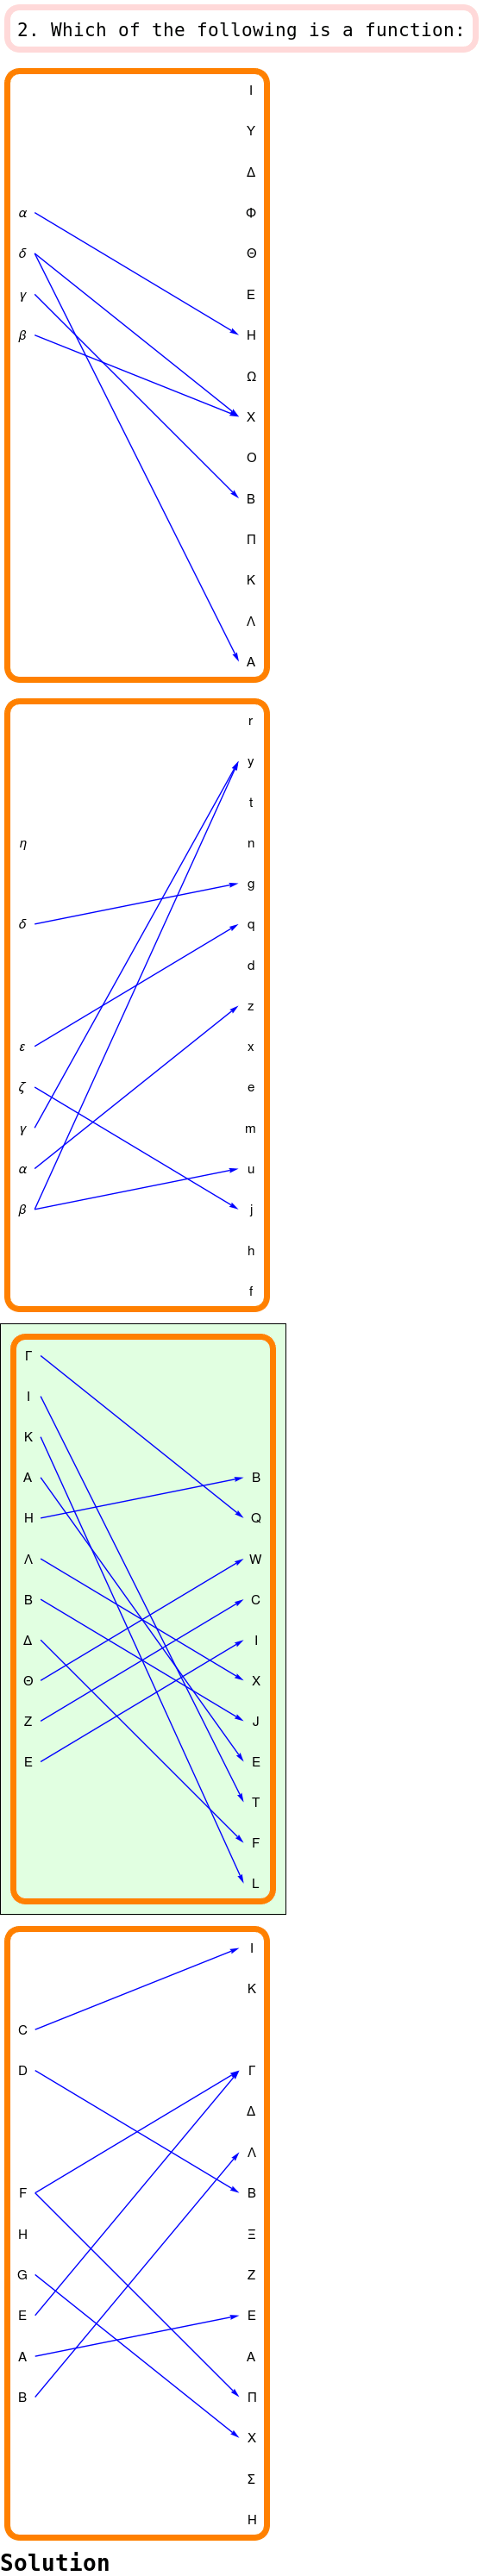 2. Which of the following is a function:
Ι
Υ
Δ
α Φ
δ Θ
γ Ε
β Η
Ω
Χ
Ο
Β
Π
Κ
Λ
Α
r
y
t
η n
g
δ q
d
z
ε x
ζ e
γ m
α u
β j
h
f
Γ
Ι
Κ
Α B
Η Q
Λ W
Β C
Δ I
Θ X
Ζ J
Ε E
T
F
L
Ι
Κ
C
D Γ
Δ
Λ
F Β
H Ξ
G Ζ
E Ε
A Α
B Π
Χ
Σ
Η
Solution